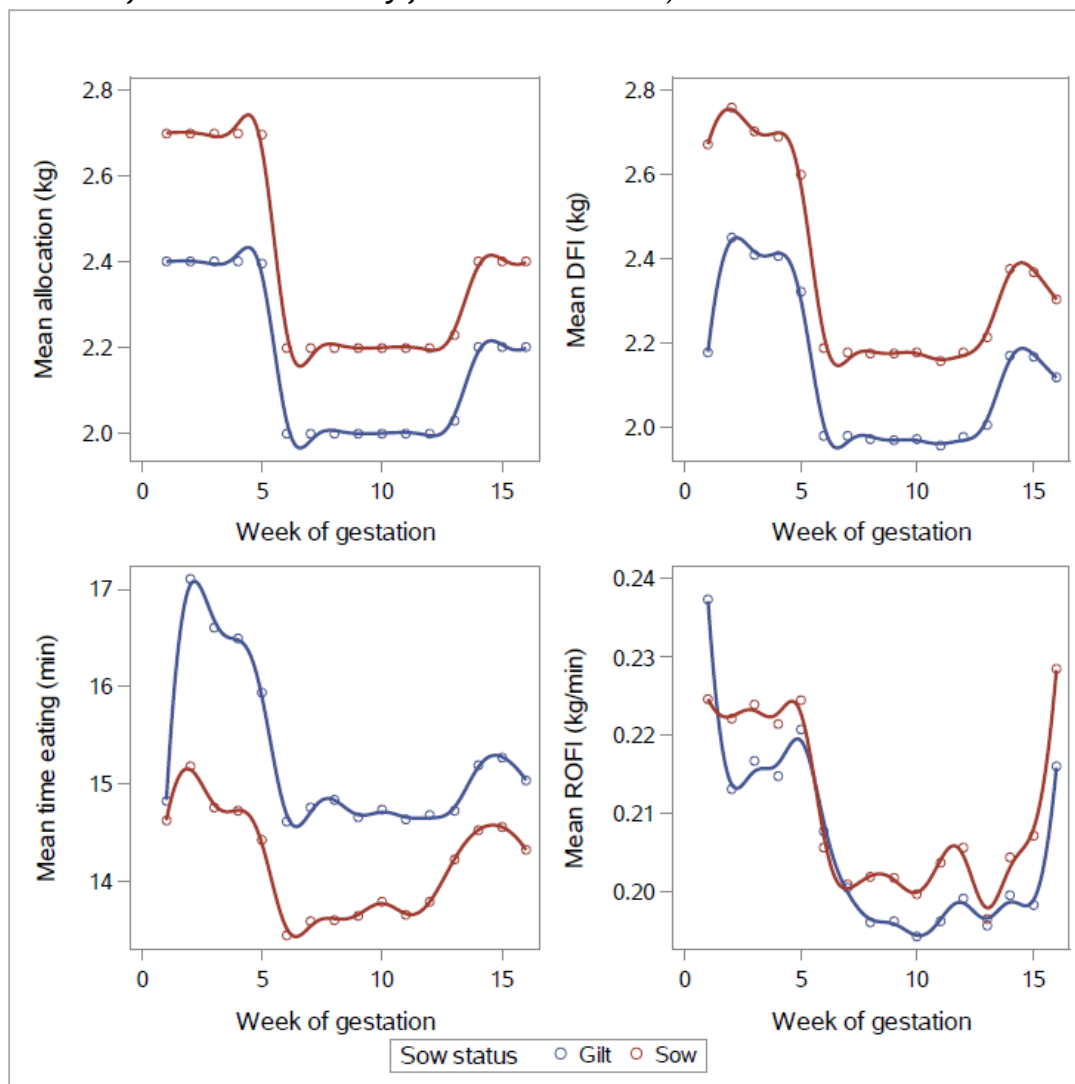 2.8
2.6
2.4
2.2
2.0
Mean allocation (kg)
0 5 10 15
Week of gestation
2.8
2.6
2.4
2.2
2.0
Mean DFI (kg)
0 5 10 15
Week of gestation
17
16
15
14
Mean time eating (min)
0 5 10 15
Week of gestation
0.24
0.23
0.22
0.21
0.20
Mean ROFI (kg/min)
0 5 10 15
Week of gestation
Sow status Gilt Sow